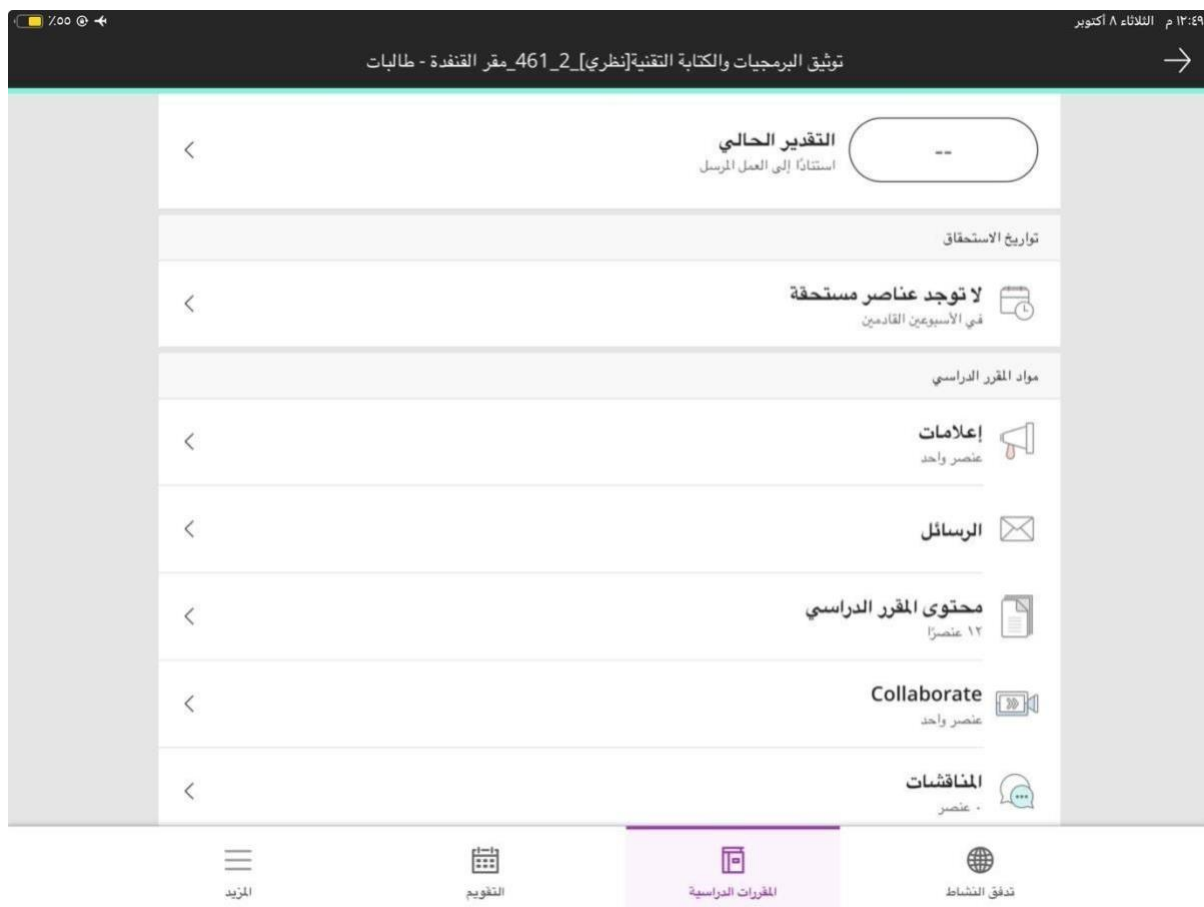 ١٢:٤٩ م الثلاثاء ٨ أكتوبر
٪٥٥
توثيق البرمجيات والكتابة التقنية[نظري]_2_461_مقر القنفدة - طالبات
--
التقدير الحالي
استنادًا إلى العمل المرسل
تواريخ الاستحقاق
لا توجد عناصر مستحقة
في الأسبوعين القادمين
مواد المقرر الدراسي
إعلامات
عنصر واحد
الرسائل
محتوى المقرر الدراسي
١٢ عنصرًا
Collaborate
عنصر واحد
المناقشات
٠ عنصر
تدفق النشاط
المقررات الدراسية
التقويم
المزيد